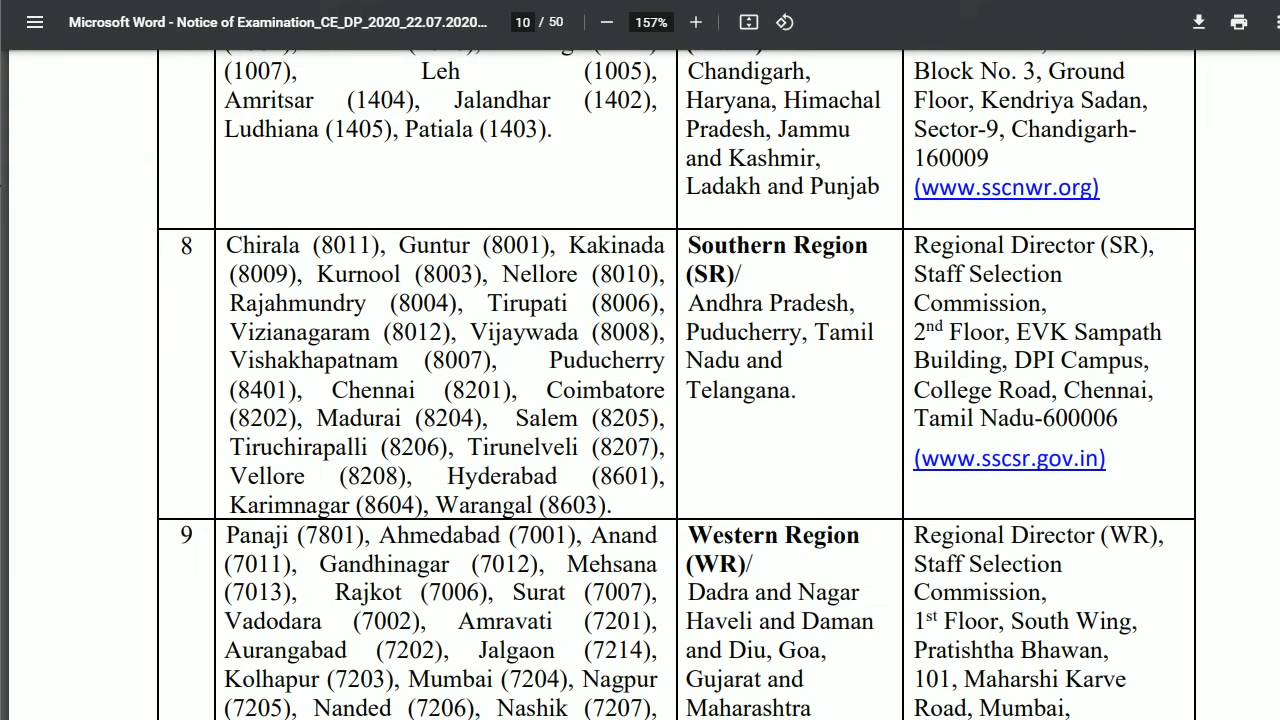 Microsoft Word - Notice of Examination_CE_DP_2020_22.07.2020...
10 / 50
157%
(1007), Leh (1005),
Amritsar (1404), Jalandhar (1402),
Ludhiana (1405), Patiala (1403).
Chandigarh,
Haryana, Himachal
Pradesh, Jammu
and Kashmir,
Ladakh and Punjab
Block No. 3, Ground
Floor, Kendriya Sadan,
Sector-9, Chandigarh-
160009
(www.sscnwr.org)
8
Chirala (8011), Guntur (8001), Kakinada
(8009), Kurnool (8003), Nellore (8010),
Rajahmundry (8004), Tirupati (8006),
Vizianagaram (8012), Vijaywada (8008),
Vishakhapatnam (8007), Puducherry
(8401), Chennai (8201), Coimbatore
(8202), Madurai (8204), Salem (8205),
Tiruchirapalli (8206), Tirunelveli (8207),
Vellore (8208), Hyderabad (8601),
Karimnagar (8604), Warangal (8603).
Southern Region
(SR)/
Andhra Pradesh,
Puducherry, Tamil
Nadu and
Telangana.
Regional Director (SR),
Staff Selection
Commission,
2nd Floor, EVK Sampath
Building, DPI Campus,
College Road, Chennai,
Tamil Nadu-600006
(www.sscsr.gov.in)
9
Panaji (7801), Ahmedabad (7001), Anand
(7011), Gandhinagar (7012), Mehsana
(7013), Rajkot (7006), Surat (7007),
Vadodara (7002), Amravati (7201),
Aurangabad (7202), Jalgaon (7214),
Kolhapur (7203), Mumbai (7204), Nagpur
(7205), Nanded (7206), Nashik (7207),
Western Region
(WR)/
Dadra and Nagar
Haveli and Daman
and Diu, Goa,
Gujarat and
Maharashtra
Regional Director (WR),
Staff Selection
Commission,
1st Floor, South Wing,
Pratishtha Bhawan,
101, Maharshi Karve
Road, Mumbai,